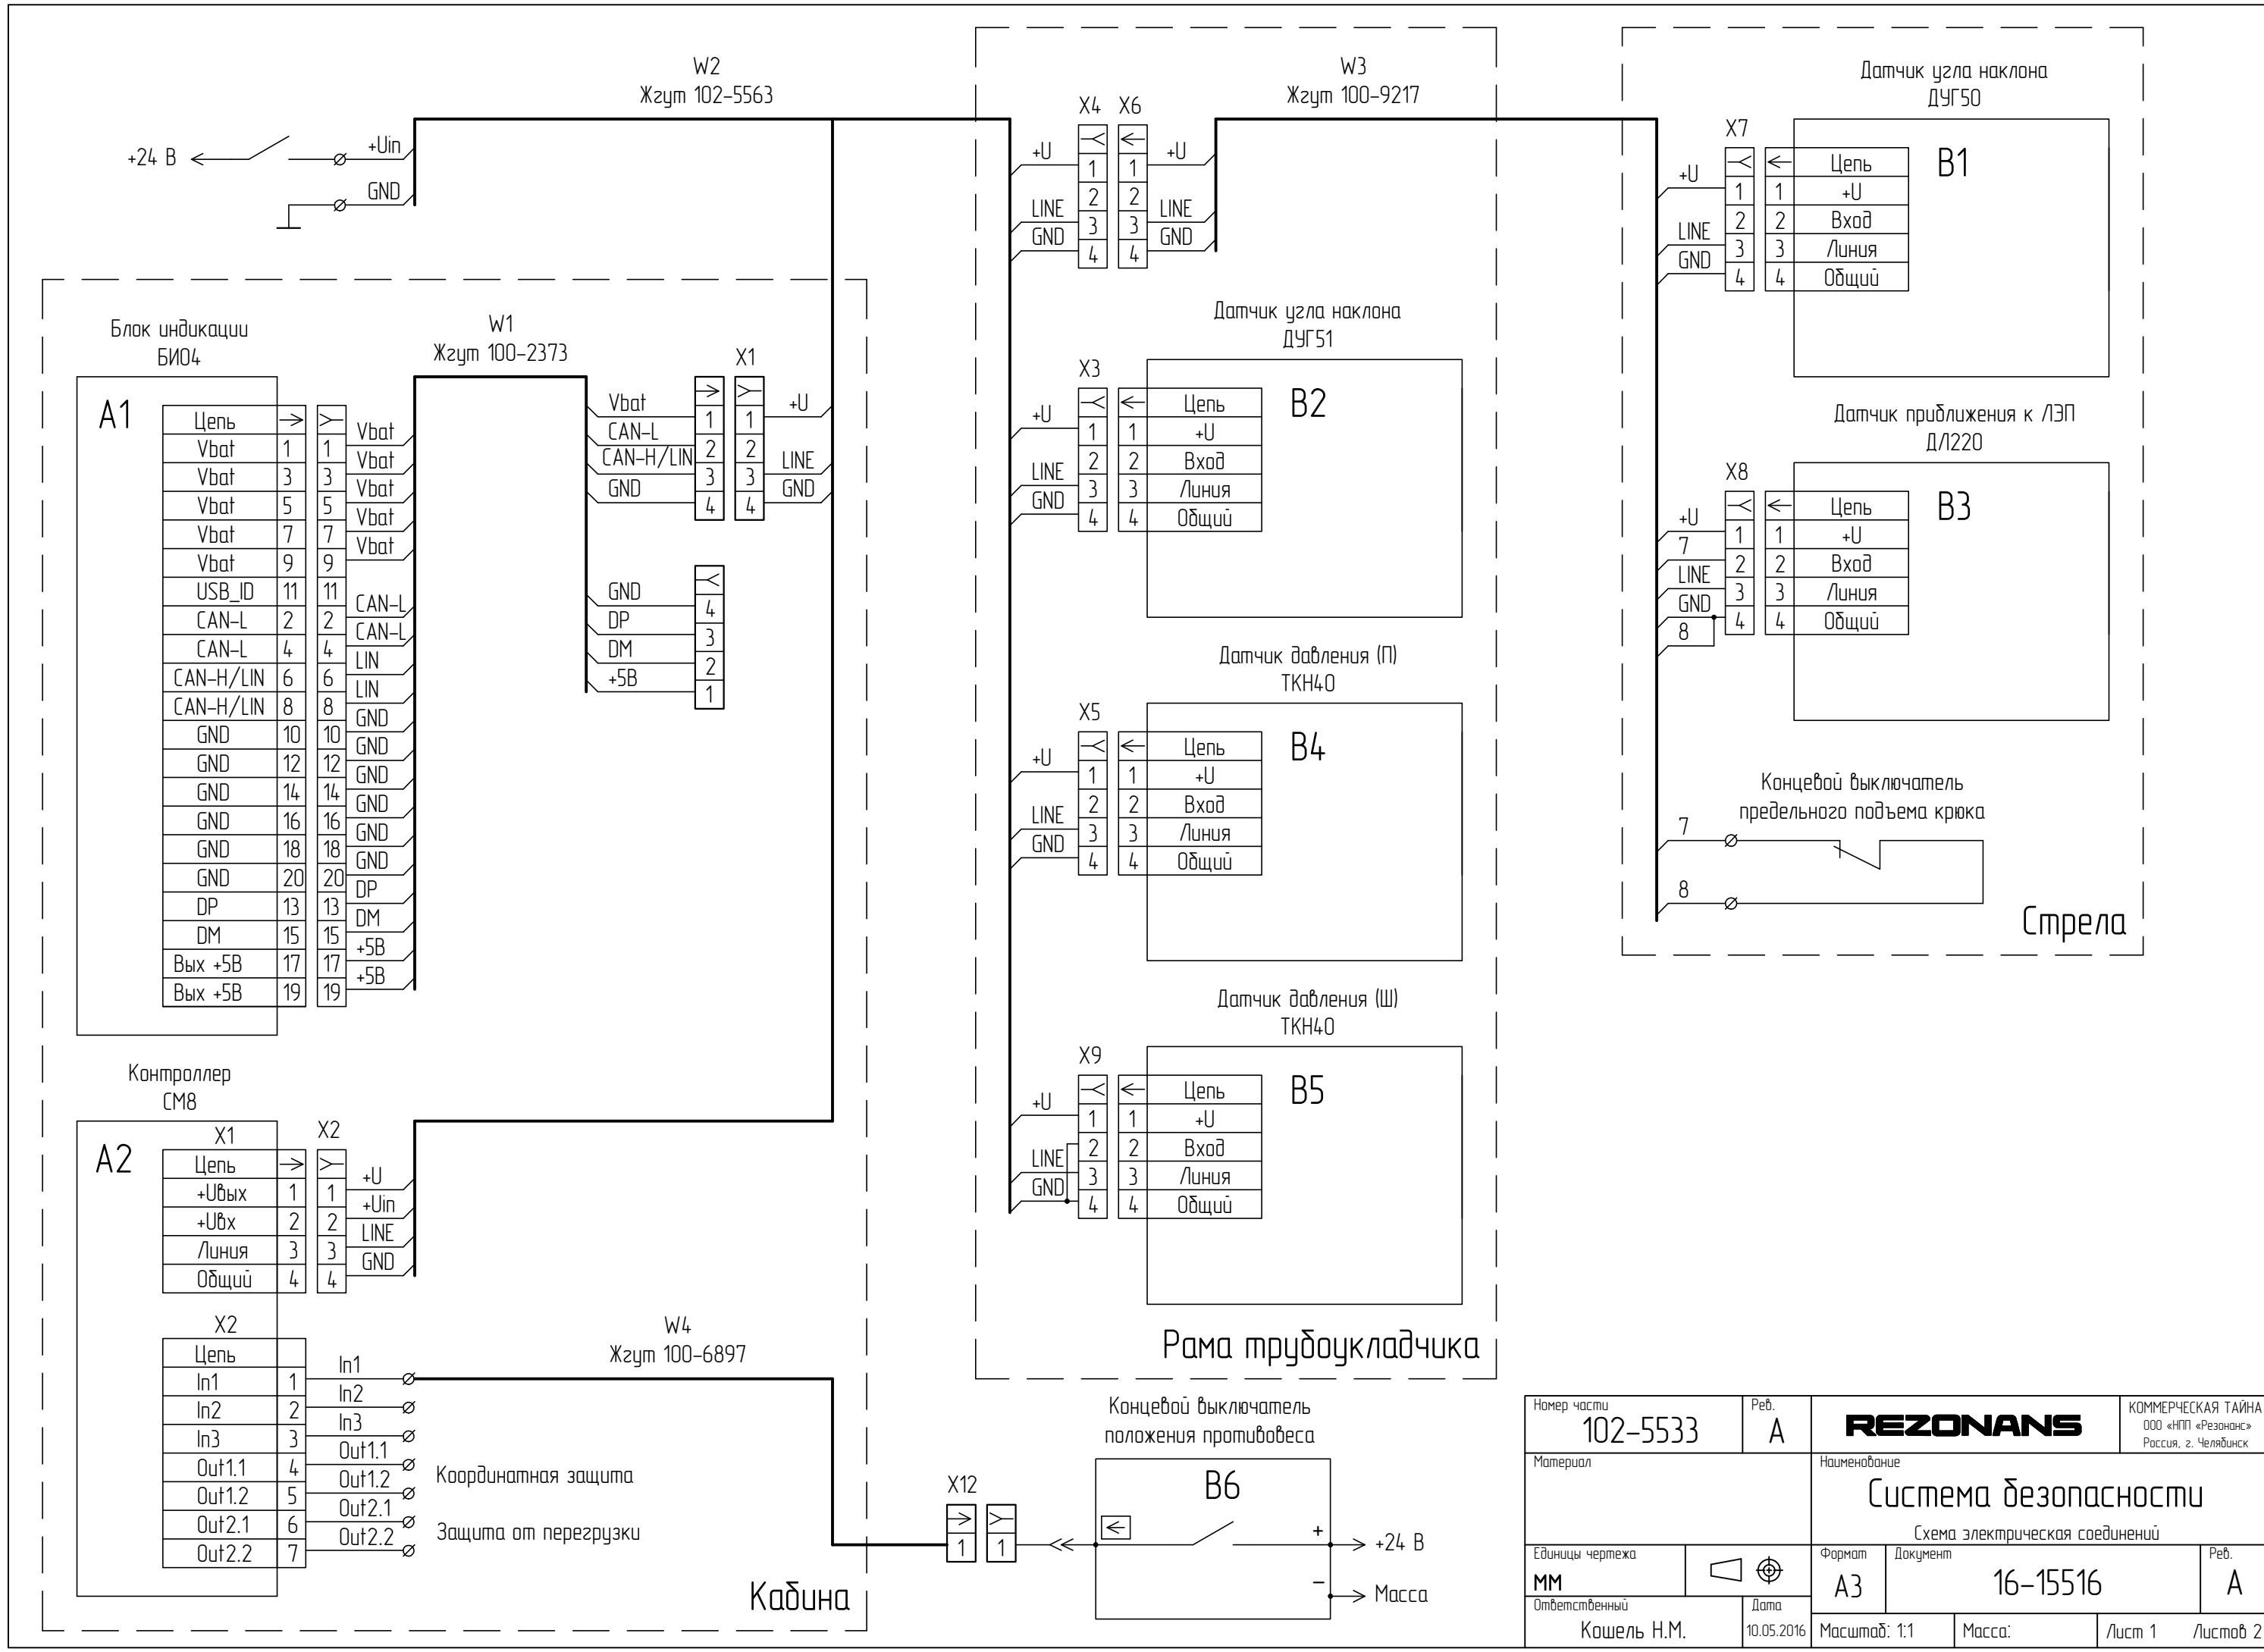 W2
Жгут 102-5563
+24 В
+Uin
GND
Блок индикации
БИ04
A1
W1
Жгут 100-2373
X1
Цепь
Vbat 1 1 Vbat
Vbat 3 3 Vbat
Vbat 5 5 Vbat
Vbat 7 7 Vbat
Vbat 9 9 Vbat
USB_ID 11 11
CAN-L 2 2 CAN-L
CAN-L 4 4 CAN-L
CAN-H/LIN 6 6 LIN
CAN-H/LIN 8 8 LIN
GND 10 10 GND
GND 12 12 GND
GND 14 14 GND
GND 16 16 GND
GND 18 18 GND
GND 20 20 GND
DP 13 13 DP
DM 15 15 DM
Вых +5В 17 17 +5В
Вых +5В 19 19 +5В
Vbat 1 1 +U
CAN-L 2 2
CAN-H/LIN 3 3 LINE
GND 4 4 GND
GND 4
DP 3
DM 2
+5В 1
Контроллер
СМ8
A2
X1 X2
Цепь
+Uвых 1 1 +U
+Uвх 2 2 +Uin
Линия 3 3 LINE
Общий 4 4 GND
X2
Цепь
In1 1 In1
In2 2 In2
In3 3 In3
Out1.1 4 Out1.1
Out1.2 5 Out1.2
Out2.1 6 Out2.1
Out2.2 7 Out2.2
Координатная защита
Защита от перегрузки
W4
Жгут 100-6897
Кабина
W3
Жгут 100-9217
X4 X6
+U 1 1 +U
2 2
LINE 3 3 LINE
GND 4 4 GND
Датчик угла наклона
ДУГ51
X3
B2
Цепь
+U 1 1 +U
2 2 Вход
LINE 3 3 Линия
GND 4 4 Общий
Датчик давления (П)
ТКН40
X5
B4
Цепь
+U 1 1 +U
2 2 Вход
LINE 3 3 Линия
GND 4 4 Общий
Датчик давления (Ш)
ТКН40
X9
B5
Цепь
+U 1 1 +U
2 2 Вход
LINE 3 3 Линия
GND 4 4 Общий
Рама трубоукладчика
Датчик угла наклона
ДУГ50
X7
B1
Цепь
+U 1 1 +U
2 2 Вход
LINE 3 3 Линия
GND 4 4 Общий
Датчик приближения к ЛЭП
ДЛ220
X8
B3
Цепь
+U 1 1 +U
7 2 2 Вход
LINE 3 3 Линия
GND 4 4 Общий
8
Концевой выключатель
предельного подъема крюка
7
8
Стрела
Концевой выключатель
положения противовеса
X12
1 1
B6
+ +24 В
− Масса
Номер части
102-5533
Рев.
А
REZONANS
КОММЕРЧЕСКАЯ ТАЙНА
ООО «НПП «Резонанс»
Россия, г. Челябинск
Материал
Наименование
Система безопасности
Схема электрическая соединений
Единицы чертежа
ММ
Формат
А3
Документ
16-15516
Рев.
А
Ответственный
Кошель Н.М.
Дата
10.05.2016
Масштаб: 1:1
Масса:
Лист 1
Листов 2